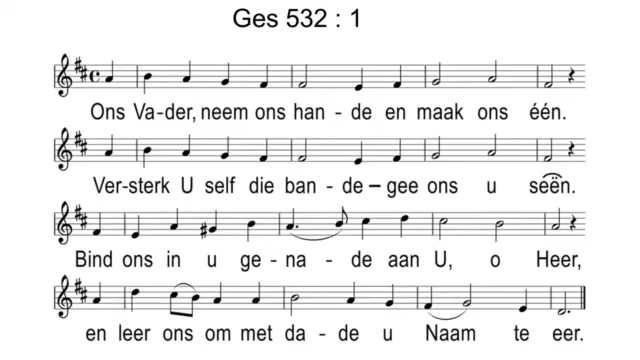 Ges 532 : 1
Ons Va-der, neem ons han - de en maak ons één.
Ver-sterk U self die ban - de – gee ons u seën.
Bind ons in u ge - na - de aan U, o Heer,
en leer ons om met da - de u Naam te eer.